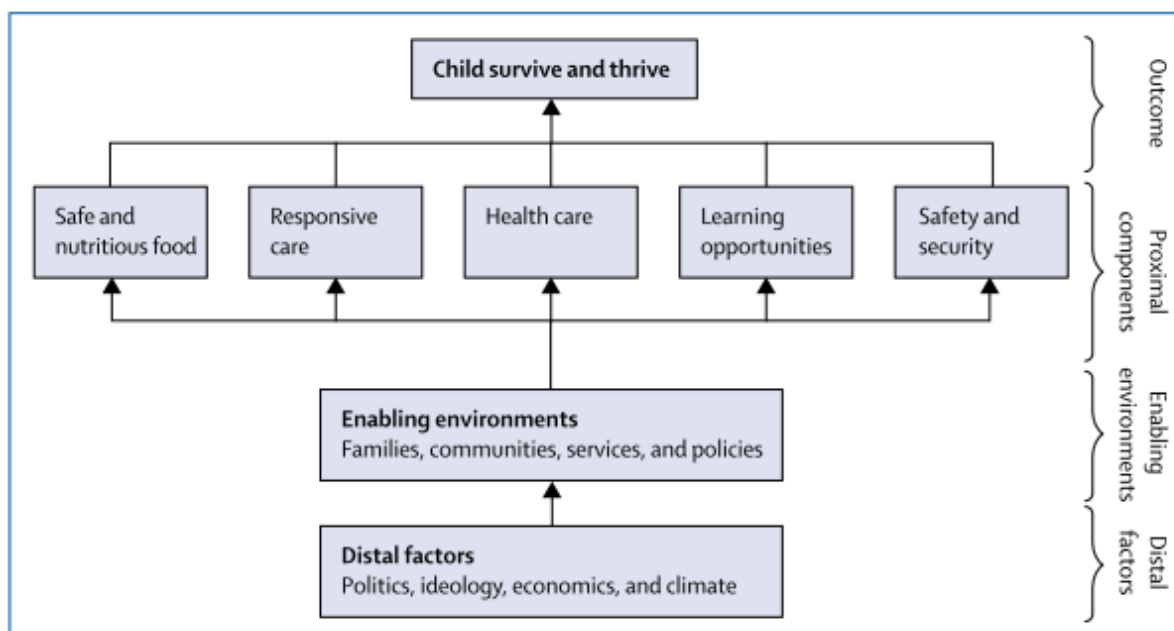 Child survive and thrive
Outcome
Safe and
nutritious food
Responsive
care
Health care
Learning
opportunities
Safety and
security
Proximal
components
Enabling environments
Families, communities, services, and policies
Enabling
environments
Distal factors
Politics, ideology, economics, and climate
Distal
factors